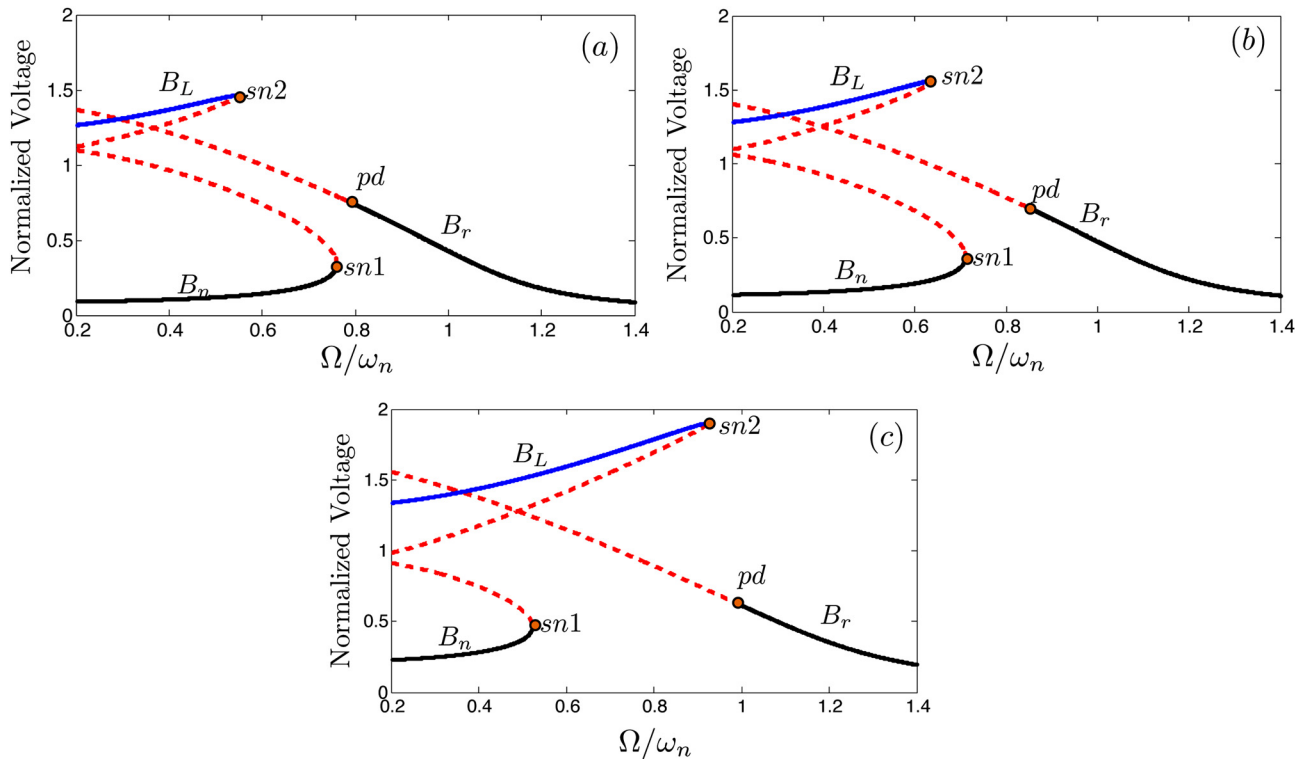 (a)
Normalized Voltage
2
1.5
1
0.5
0
B_L
sn2
pd
B_r
sn1
B_n
0.2 0.4 0.6 0.8 1 1.2 1.4
Ω/ω_n
(b)
Normalized Voltage
2
1.5
1
0.5
0
B_L
sn2
pd
B_r
sn1
B_n
0.2 0.4 0.6 0.8 1 1.2 1.4
Ω/ω_n
(c)
Normalized Voltage
2
1.5
1
0.5
0
B_L
sn2
pd
B_r
sn1
B_n
0.2 0.4 0.6 0.8 1 1.2 1.4
Ω/ω_n